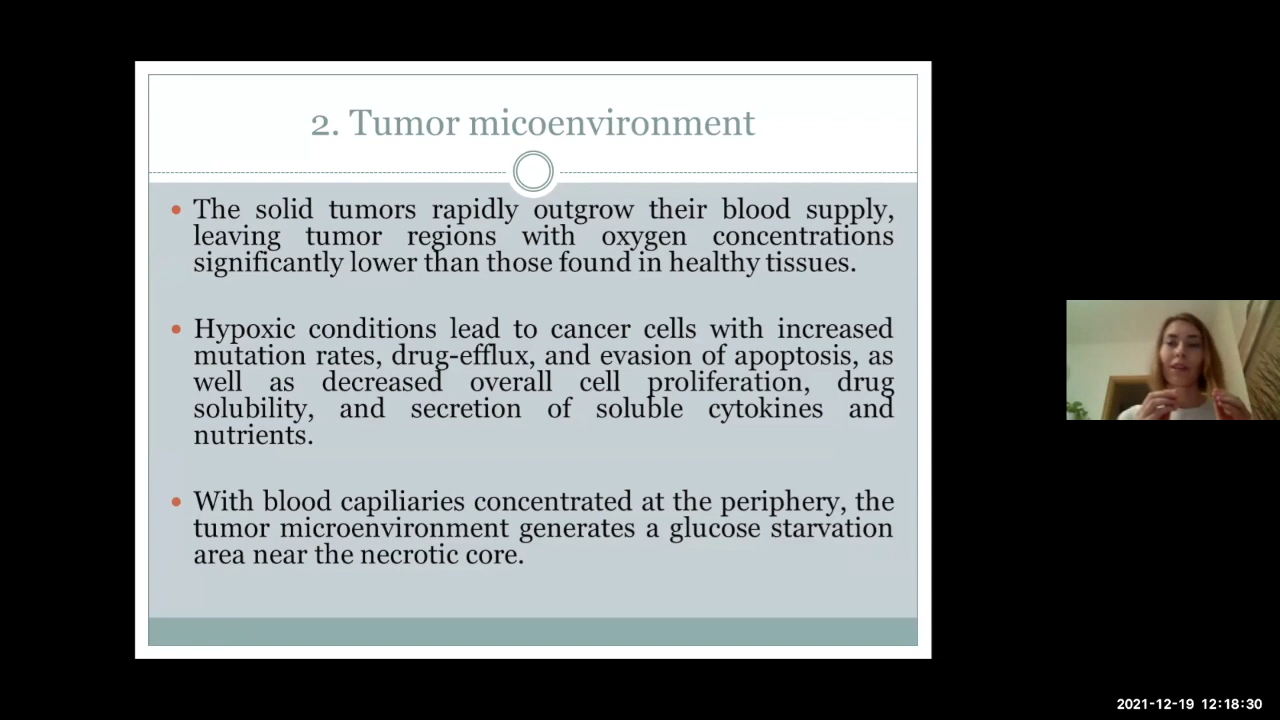 2. Tumor micoenvironment
• The solid tumors rapidly outgrow their blood supply,
leaving tumor regions with oxygen concentrations
significantly lower than those found in healthy tissues.
• Hypoxic conditions lead to cancer cells with increased
mutation rates, drug-efflux, and evasion of apoptosis, as
well as decreased overall cell proliferation, drug
solubility, and secretion of soluble cytokines and
nutrients.
• With blood capiliaries concentrated at the periphery, the
tumor microenvironment generates a glucose starvation
area near the necrotic core.
2021-12-19 12:18:30